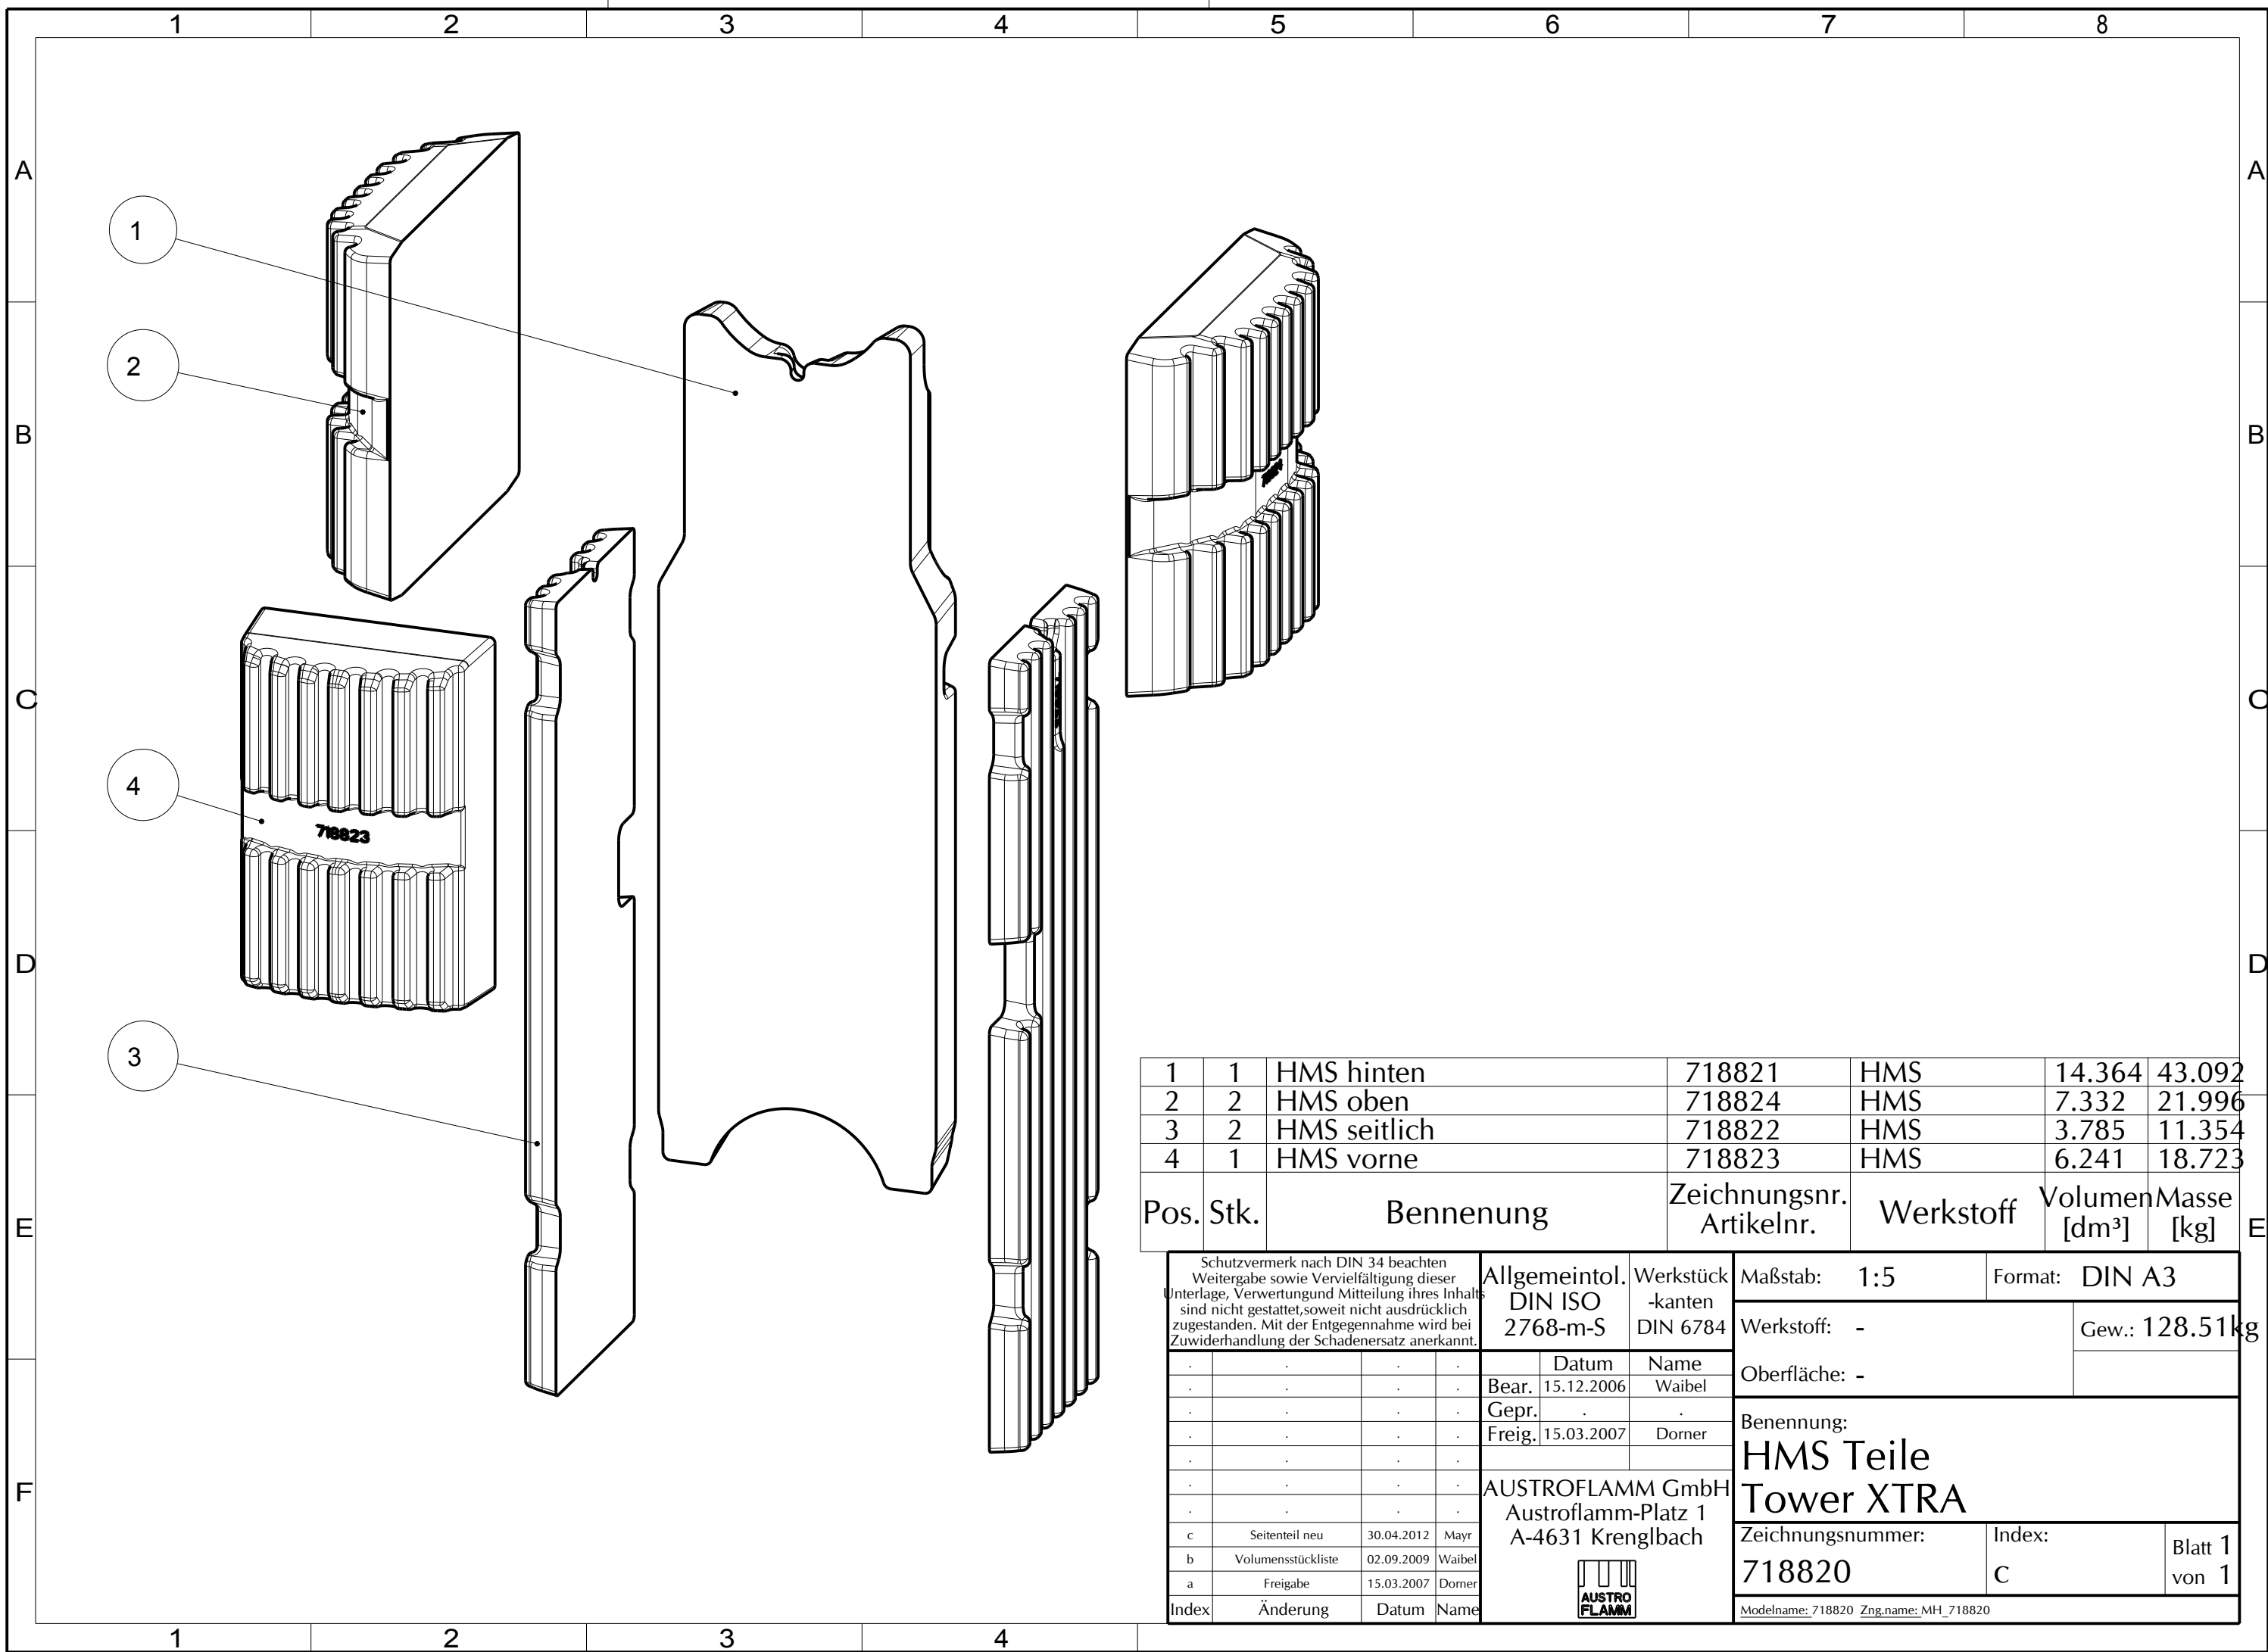 1 2 3 4 5 6 7 8
A A
B B
C C
D D
E E
F
1 2 3 4
1
2
4
3
718823
1 1 HMS hinten 718821 HMS 14.364 43.092
2 2 HMS oben 718824 HMS 7.332 21.996
3 2 HMS seitlich 718822 HMS 3.785 11.354
4 1 HMS vorne 718823 HMS 6.241 18.723
Pos. Stk. Bennenung Zeichnungsnr. Artikelnr. Werkstoff Volumen [dm³] Masse [kg]
Schutzvermerk nach DIN 34 beachten
Weitergabe sowie Vervielfältigung dieser
Unterlage, Verwertungund Mitteilung ihres Inhalts
sind nicht gestattet,soweit nicht ausdrücklich
zugestanden. Mit der Entgegennahme wird bei
Zuwiderhandlung der Schadenersatz anerkannt.
Allgemeintol.
DIN ISO
2768-m-S
Werkstück
-kanten
DIN 6784
Maßstab: 1:5
Format: DIN A3
Werkstoff: -
Gew.: 128.51kg
Oberfläche: -
Datum Name
Bear. 15.12.2006 Waibel
Gepr. . .
Freig. 15.03.2007 Dorner
AUSTROFLAMM GmbH
Austroflamm-Platz 1
A-4631 Krenglbach
AUSTRO
FLAMM
Benennung:
HMS Teile
Tower XTRA
Zeichnungsnummer:
718820
Index:
C
Blatt 1
von 1
Modelname: 718820 Zng.name: MH_718820
. . . .
. . . .
. . . .
. . . .
. . . .
. . . .
. . . .
c Seitenteil neu 30.04.2012 Mayr
b Volumensstückliste 02.09.2009 Waibel
a Freigabe 15.03.2007 Dorner
Index Änderung Datum Name